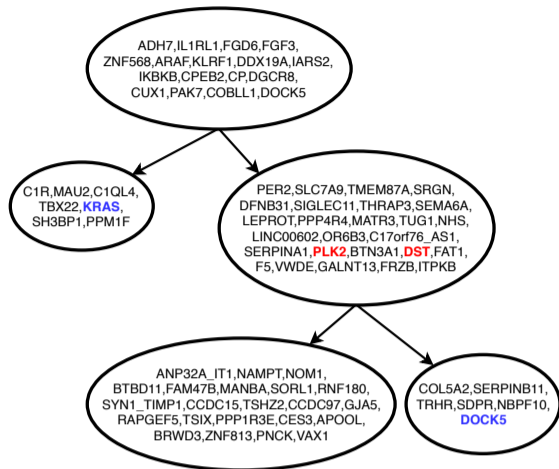 ADH7,IL1RL1,FGD6,FGF3,
ZNF568,ARAF,KLRF1,DDX19A,IARS2,
IKBKB,CPEB2,CP,DGCR8,
CUX1,PAK7,COBLL1,DOCK5
C1R,MAU2,C1QL4,
TBX22,KRAS,
SH3BP1,PPM1F
PER2,SLC7A9,TMEM87A,SRGN,
DFNB31,SIGLEC11,THRAP3,SEMA6A,
LEPROT,PPP4R4,MATR3,TUG1,NHS,
LINC00602,OR6B3,C17orf76_AS1,
SERPINA1,PLK2,BTN3A1,DST,FAT1,
F5,VWDE,GALNT13,FRZB,ITPKB
ANP32A_IT1,NAMPT,NOM1,
BTBD11,FAM47B,MANBA,SORL1,RNF180,
SYN1_TIMP1,CCDC15,TSHZ2,CCDC97,GJA5,
RAPGEF5,TSIX,PPP1R3E,CES3,APOOL,
BRWD3,ZNF813,PNCK,VAX1
COL5A2,SERPINB11,
TRHR,SDPR,NBPF10,
DOCK5